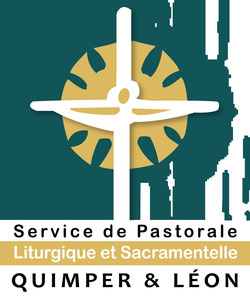 Service de Pastorale
Liturgique et Sacramentelle
QUIMPER & LÉON